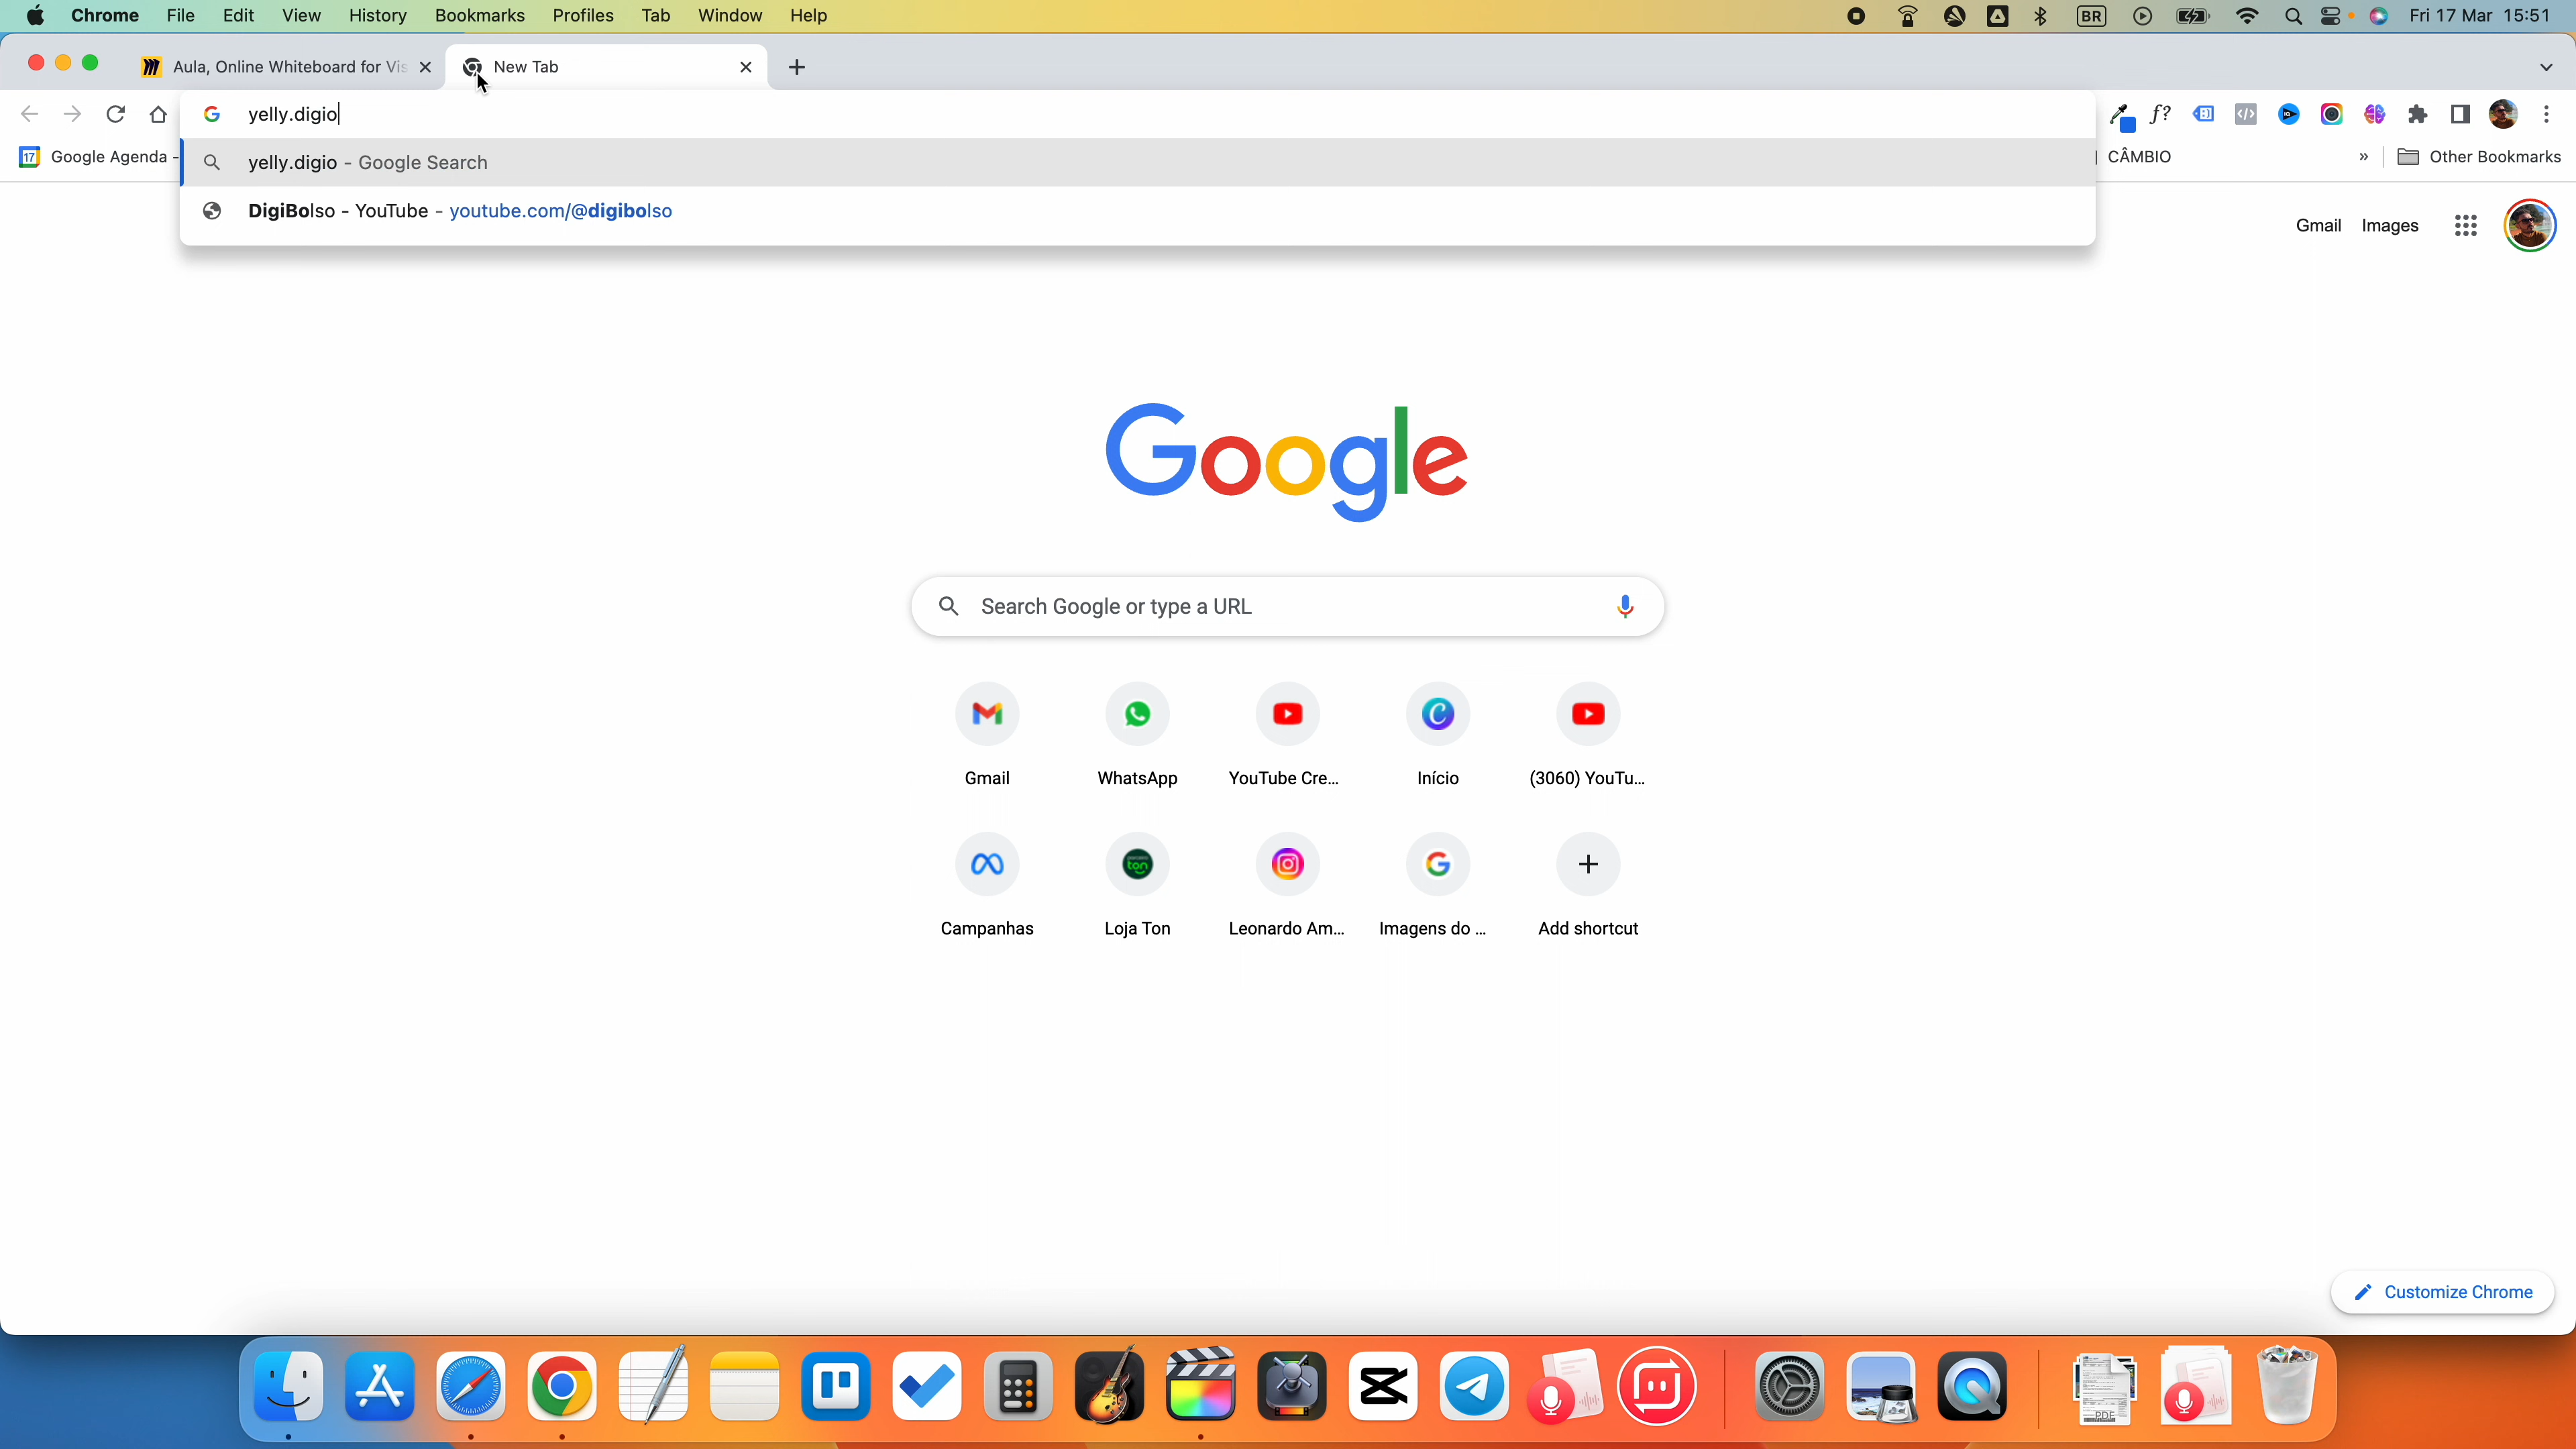 Chrome File Edit View History Bookmarks Profiles Tab Window Help BR Fri 17 Mar 15:51
Aula, Online Whiteboard for Vis New Tab
yelly.digio
17 Google Agenda - yelly.digio - Google Search CÂMBIO » Other Bookmarks
DigiBolso - YouTube - youtube.com/@digibolso
Gmail Images
Google
Search Google or type a URL
Gmail WhatsApp YouTube Cre... Início (3060) YouTu...
ton
Campanhas Loja Ton Leonardo Am... Imagens do ... Add shortcut
Customize Chrome
PDF